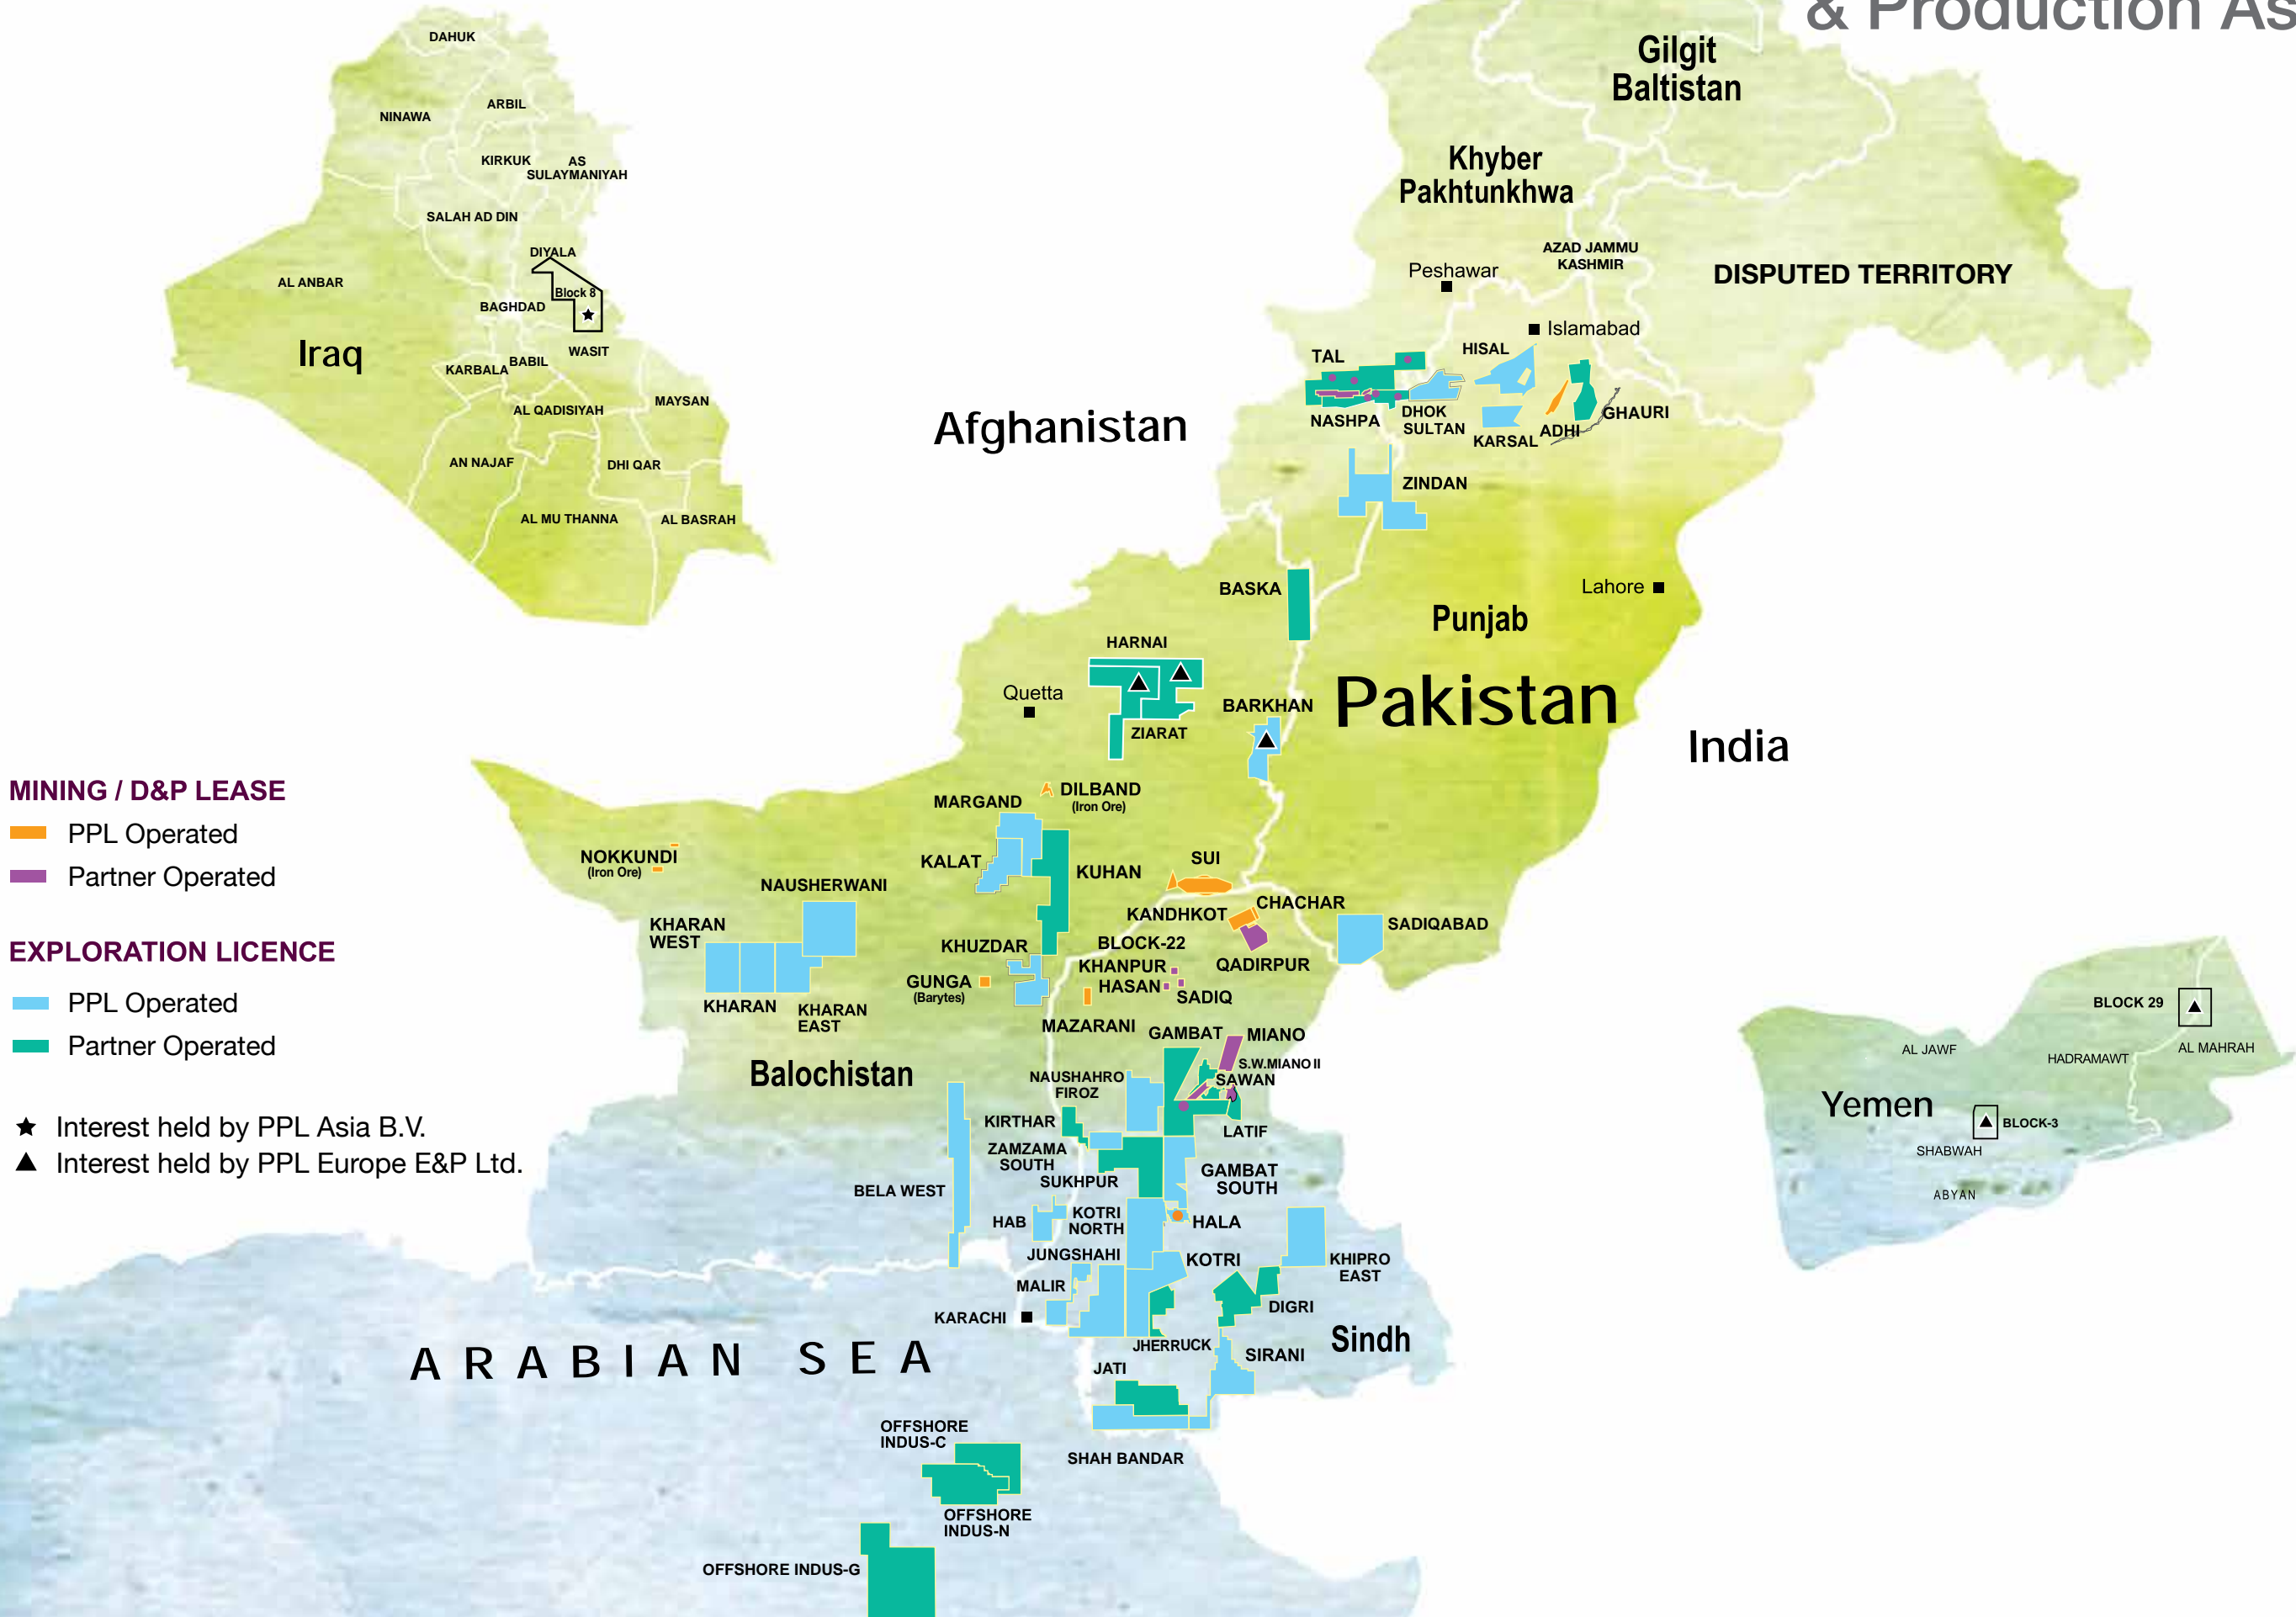 & Production As
DAHUK
ARBIL
NINAWA
KIRKUK
AS
SULAYMANIYAH
SALAH AD DIN
DIYALA
AL ANBAR
Block 8
BAGHDAD
Iraq
WASIT
BABIL
KARBALA
MAYSAN
AL QADISIYAH
AN NAJAF
DHI QAR
AL MU THANNA
AL BASRAH
Gilgit
Baltistan
Khyber
Pakhtunkhwa
AZAD JAMMU
KASHMIR
DISPUTED TERRITORY
Peshawar
Islamabad
TAL
HISAL
NASHPA
DHOK
SULTAN
KARSAL
ADHI
GHAURI
Afghanistan
ZINDAN
BASKA
Lahore
Punjab
HARNAI
Quetta
ZIARAT
BARKHAN
Pakistan
India
MINING / D&P LEASE
PPL Operated
Partner Operated
EXPLORATION LICENCE
PPL Operated
Partner Operated
Interest held by PPL Asia B.V.
Interest held by PPL Europe E&P Ltd.
DILBAND
(Iron Ore)
MARGAND
NOKKUNDI
(Iron Ore)
KALAT
KUHAN
SUI
NAUSHERWANI
KHARAN
WEST
KANDHKOT
CHACHAR
SADIQABAD
KHUZDAR
BLOCK-22
KHANPUR
QADIRPUR
GUNGA
(Barytes)
HASAN
SADIQ
KHARAN
KHARAN
EAST
MAZARANI
GAMBAT
MIANO
S.W.MIANO II
SAWAN
Balochistan
NAUSHAHRO
FIROZ
KIRTHAR
LATIF
ZAMZAMA
SOUTH
SUKHPUR
GAMBAT
SOUTH
BELA WEST
HAB
KOTRI
NORTH
HALA
JUNGSHAHI
KOTRI
KHIPRO
EAST
MALIR
KARACHI
DIGRI
JHERRUCK
Sindh
SIRANI
JATI
ARABIAN SEA
SHAH BANDAR
OFFSHORE
INDUS-C
OFFSHORE
INDUS-N
OFFSHORE INDUS-G
BLOCK 29
AL JAWF
HADRAMAWT
AL MAHRAH
Yemen
BLOCK-3
SHABWAH
ABYAN